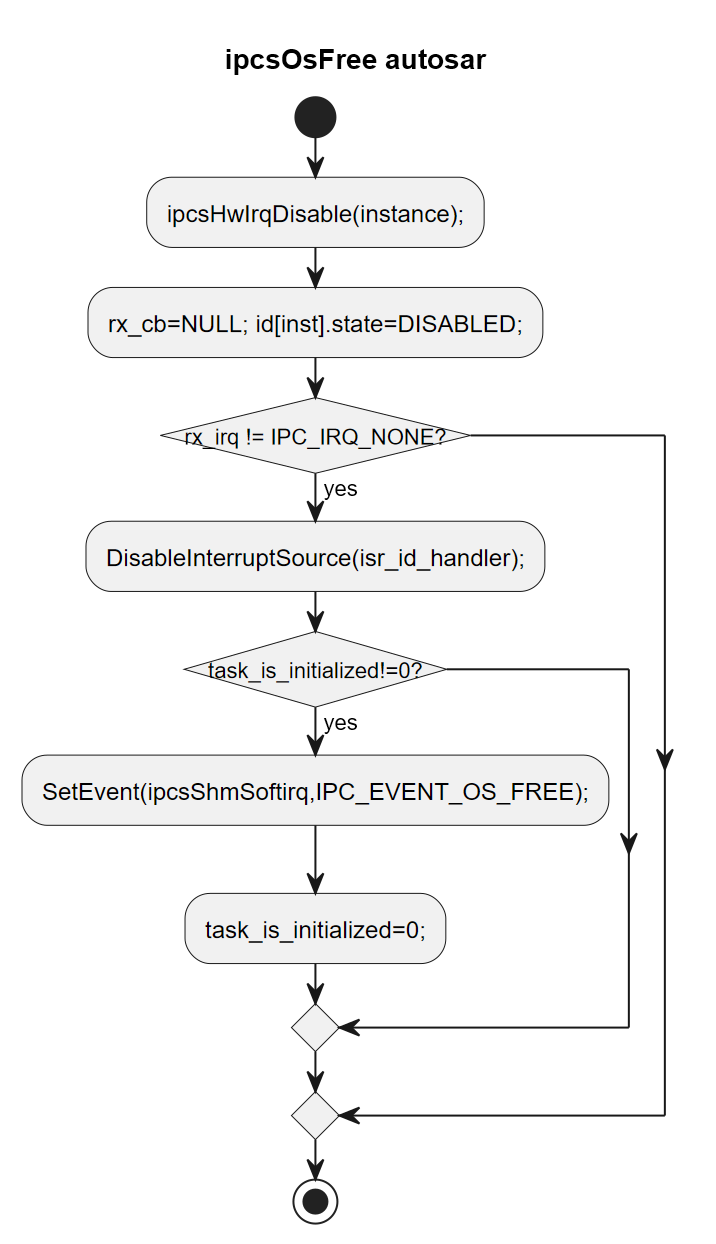 ipcsOsFree autosar
ipcsHwIrqDisable(instance);
rx_cb=NULL; id[inst].state=DISABLED;
rx_irq != IPC_IRQ_NONE?
yes
DisableInterruptSource(isr_id_handler);
task_is_initialized!=0?
yes
SetEvent(ipcsShmSoftirq,IPC_EVENT_OS_FREE);
task_is_initialized=0;